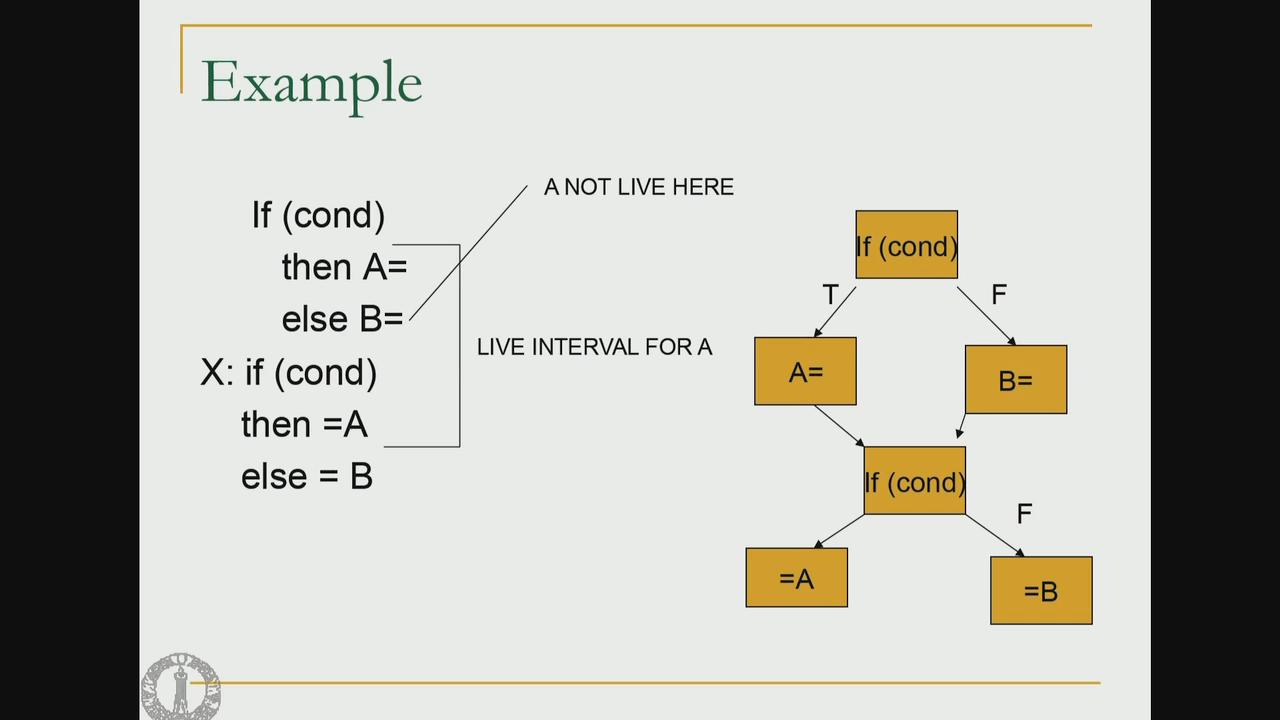 Example
A NOT LIVE HERE
If (cond)
then A=
else B=
X: if (cond)
then =A
else = B
LIVE INTERVAL FOR A
If (cond)
T
F
A=
B=
If (cond)
F
=A
=B